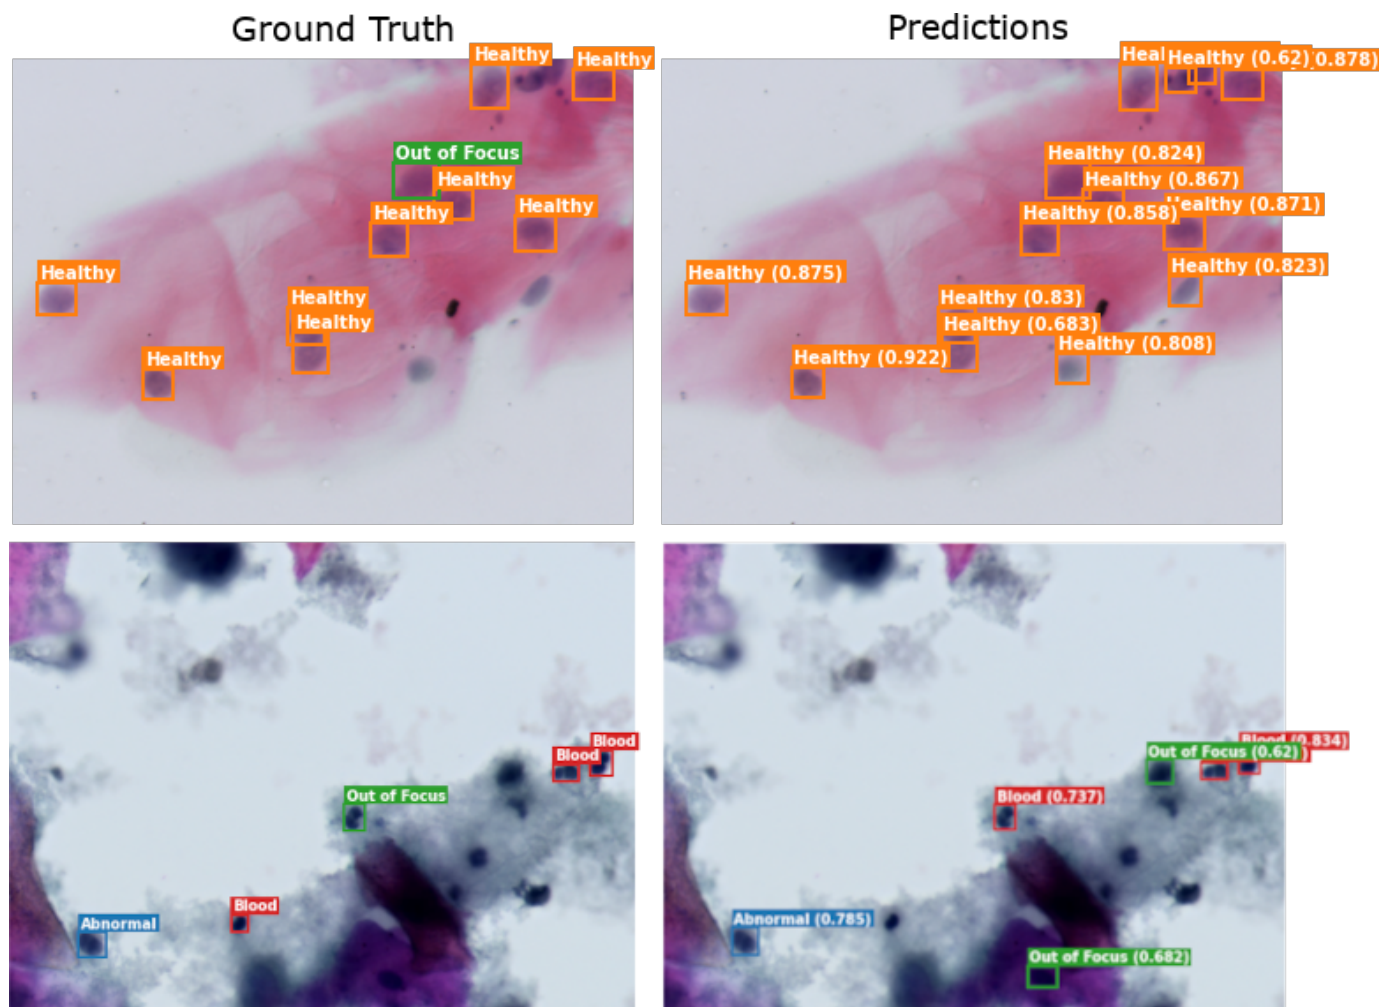 Ground Truth
Predictions
Healthy
Healthy
Out of Focus
Healthy
Healthy
Healthy
Healthy
Healthy
Healthy
Healthy
Healthy (0.62)
0.878)
Healthy (0.824)
Healthy (0.867)
Healthy (0.858)
Healthy (0.871)
Healthy (0.823)
Healthy (0.875)
Healthy (0.83)
Healthy (0.683)
Healthy (0.808)
Healthy (0.922)
Blood
Blood
Out of Focus
Blood
Abnormal
Blood (0.834)
Out of Focus (0.62)
Blood (0.737)
Abnormal (0.785)
Out of Focus (0.682)